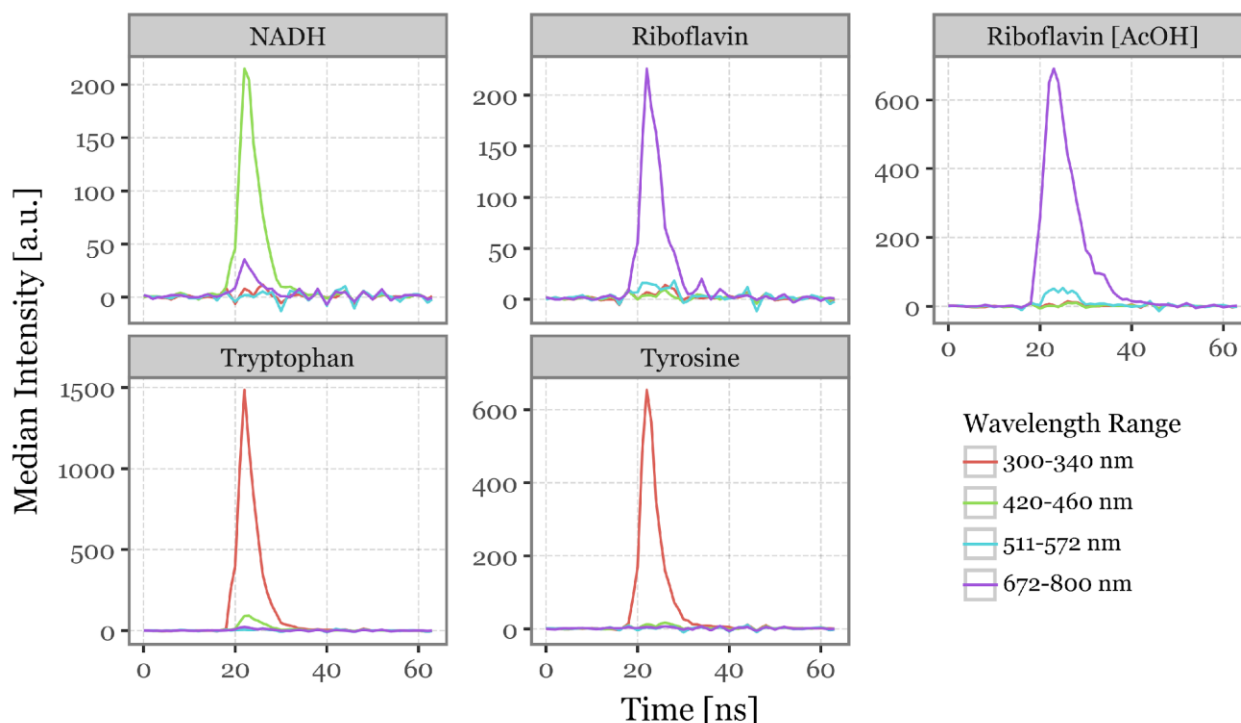 NADH
Riboflavin
Riboflavin [AcOH]
200
150
100
50
0
200
150
100
50
0
600
400
200
0
0
20
40
60
Tryptophan
Tyrosine
1500
1000
500
0
600
400
200
0
0
20
40
60
0
20
40
60
Median Intensity [a.u.]
Time [ns]
Wavelength Range
300-340 nm
420-460 nm
511-572 nm
672-800 nm